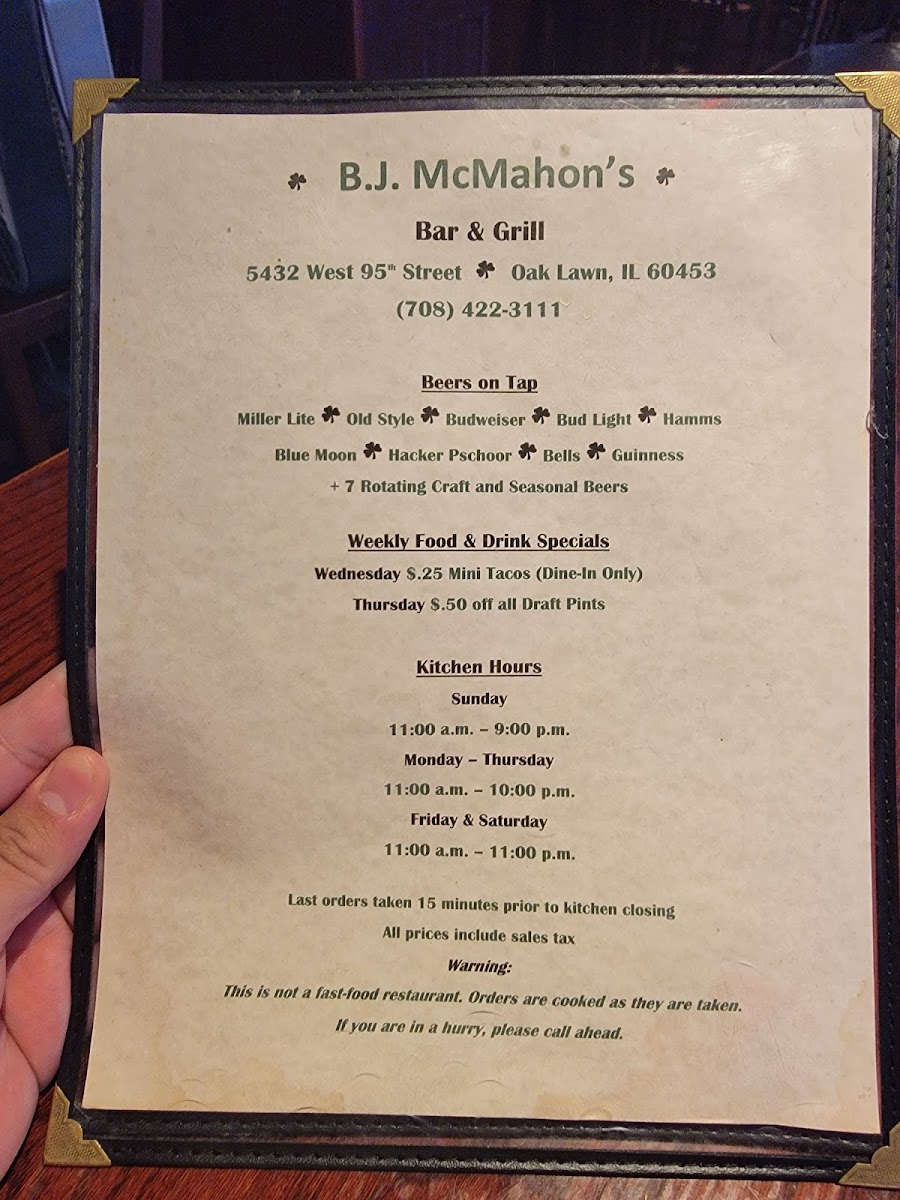 B.J. McMahon's
Bar & Grill
5432 West 95th Street ☘ Oak Lawn, IL 60453
(708) 422-3111
Beers on Tap
Miller Lite ☘ Old Style ☘ Budweiser ☘ Bud Light ☘ Hamms
Blue Moon ☘ Hacker Pschoor ☘ Bells ☘ Guinness
+ 7 Rotating Craft and Seasonal Beers
Weekly Food & Drink Specials
Wednesday $.25 Mini Tacos (Dine-In Only)
Thursday $.50 off all Draft Pints
Kitchen Hours
Sunday
11:00 a.m. – 9:00 p.m.
Monday – Thursday
11:00 a.m. – 10:00 p.m.
Friday & Saturday
11:00 a.m. – 11:00 p.m.
Last orders taken 15 minutes prior to kitchen closing
All prices include sales tax
Warning:
This is not a fast-food restaurant. Orders are cooked as they are taken.
If you are in a hurry, please call ahead.